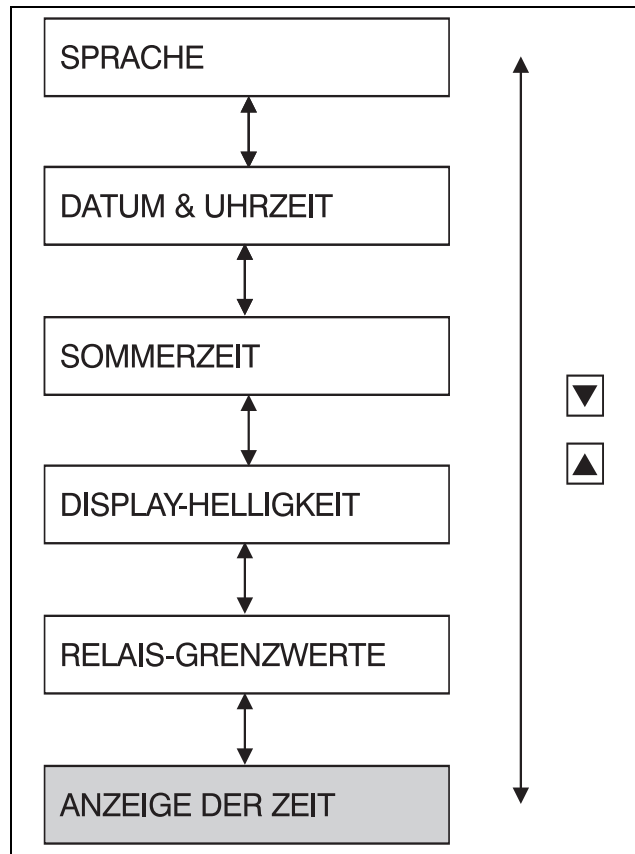 SPRACHE
DATUM & UHRZEIT
SOMMERZEIT
DISPLAY-HELLIGKEIT
RELAIS-GRENZWERTE
ANZEIGE DER ZEIT